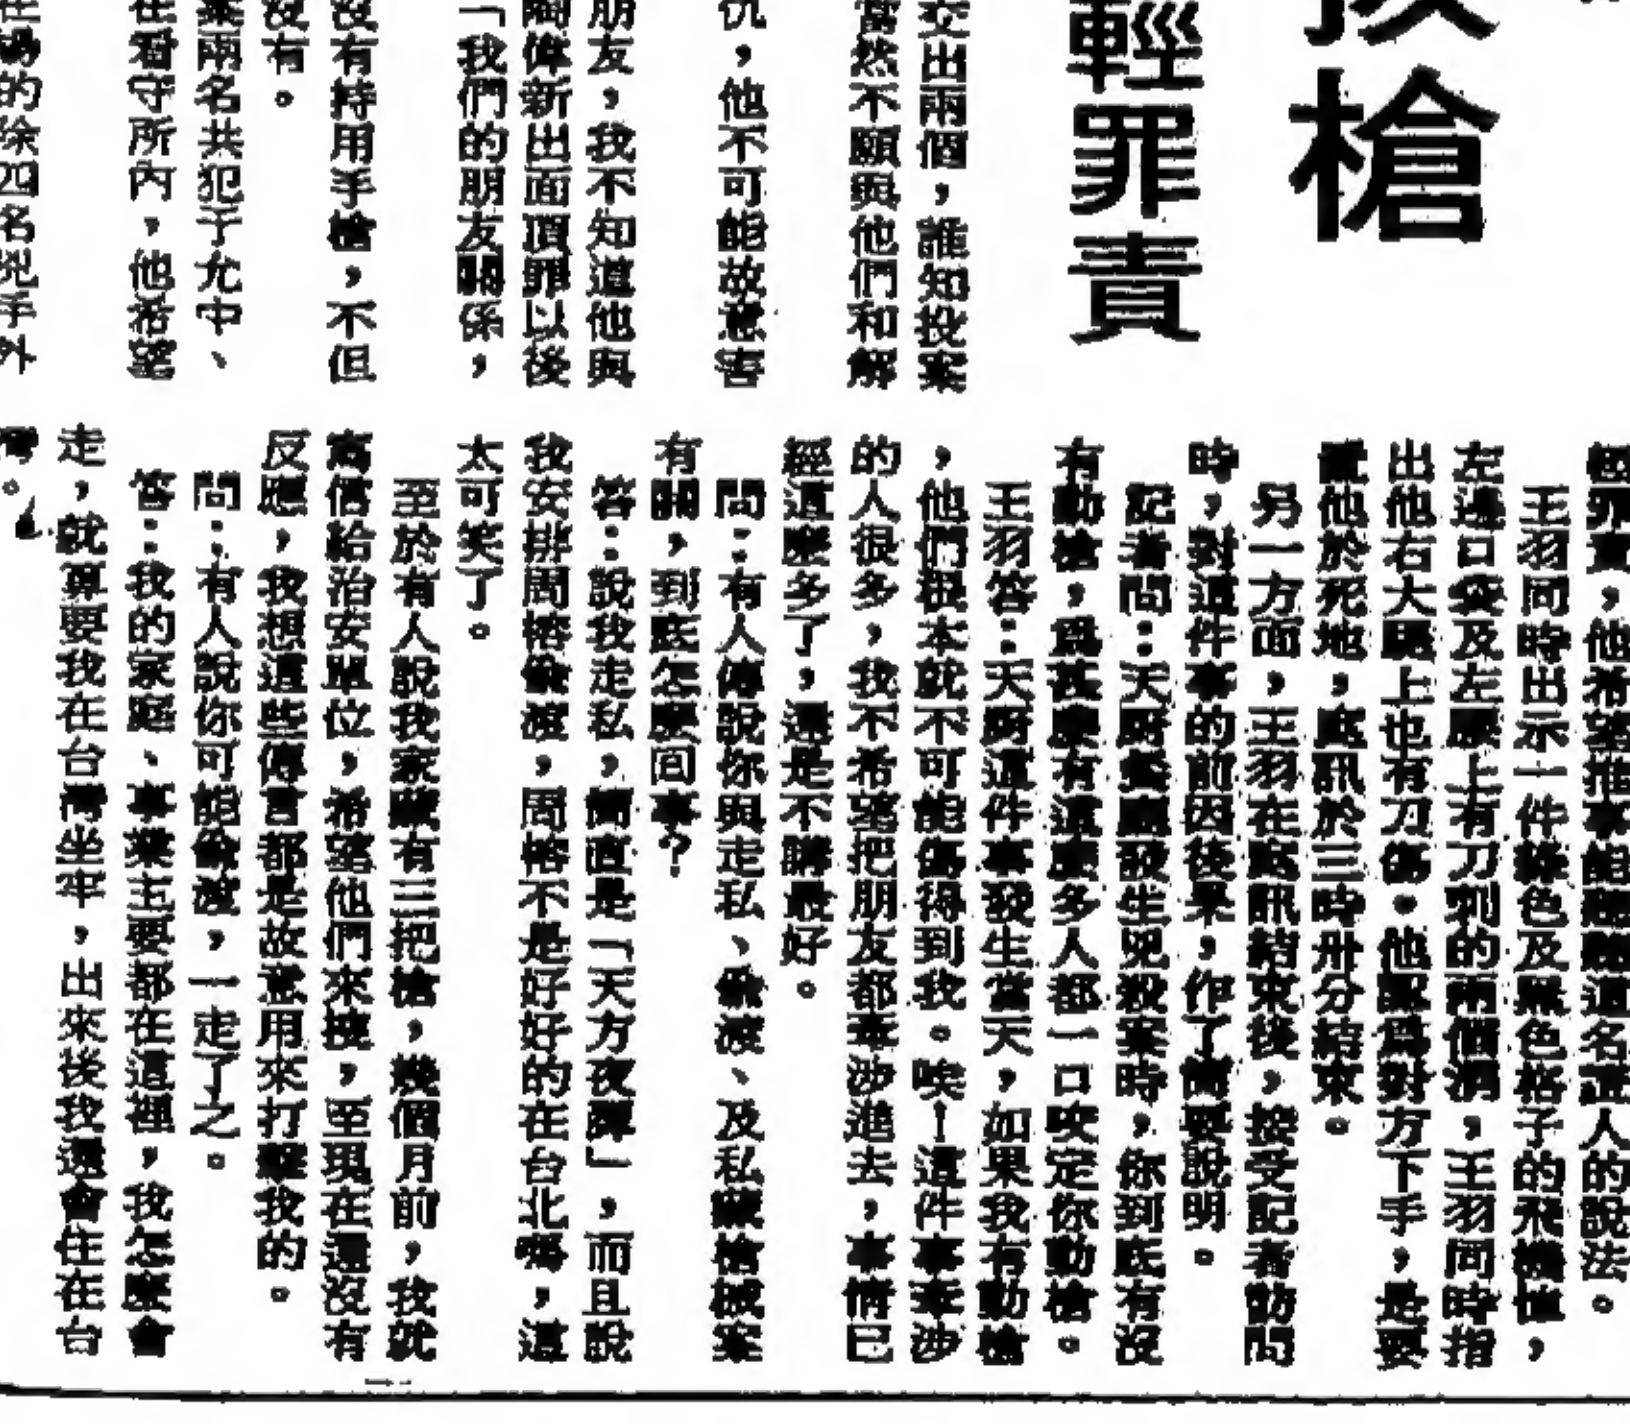 槍
輕罪責
交出兩個，誰知投案
當然不願與他們和解
仇，他不可能故意害
朋友，我不知道他與
偉新出面頂罪以後
「我們的朋友關係，
沒有持用手槍，不但
沒有。
案兩名共犯于允中、
在看守所內，他希望
在場的除四名兇手外
罪責，他希望推事能
這名證人的說法。
王羽同時出示一件綠色及黑色格子的飛機恤，
左邊口袋及左腰上有刀刺的兩個洞，王羽同時指
出他右大腿上也有刀傷。他認為對方下手，是要
置他於死地，庭訊於三時卅分結束。
另一方面，王羽在庭訊結束後，接受記者訪問
時，對這件事的前因後果，作了簡要說明。
記者問：天廚餐廳發生兇殺案時，你到底有沒
有動槍，為甚麼有這麼多人都一口咬定你動槍。
王羽答：天廚這件事發生當天，如果我有動槍
，他們根本就不可能傷得到我。唉！這件事牽涉
的人很多，我不希望把朋友都牽涉進去，事情已
經這麼多了，還是不講最好。
問：有人傳說你與走私、偷渡、及私藏槍械案
有關，到底怎麼回事？
答：說我走私，簡直是「天方夜譚」，而且說
我安排周榕偷渡，周榕不是好好的在台北嗎，這
太可笑了。
至於有人說我家藏有三把槍，幾個月前，我就
寫信給治安單位，希望他們來搜，至現在還沒有
反應，我想這些傳言都是故意用來打擊我的。
問：有人說你可能偷渡，一走了之。
答：我的家庭、事業主要都在這裡，我怎麼會
走，就算要我在台灣坐牢，出來後我還會住在台
灣。